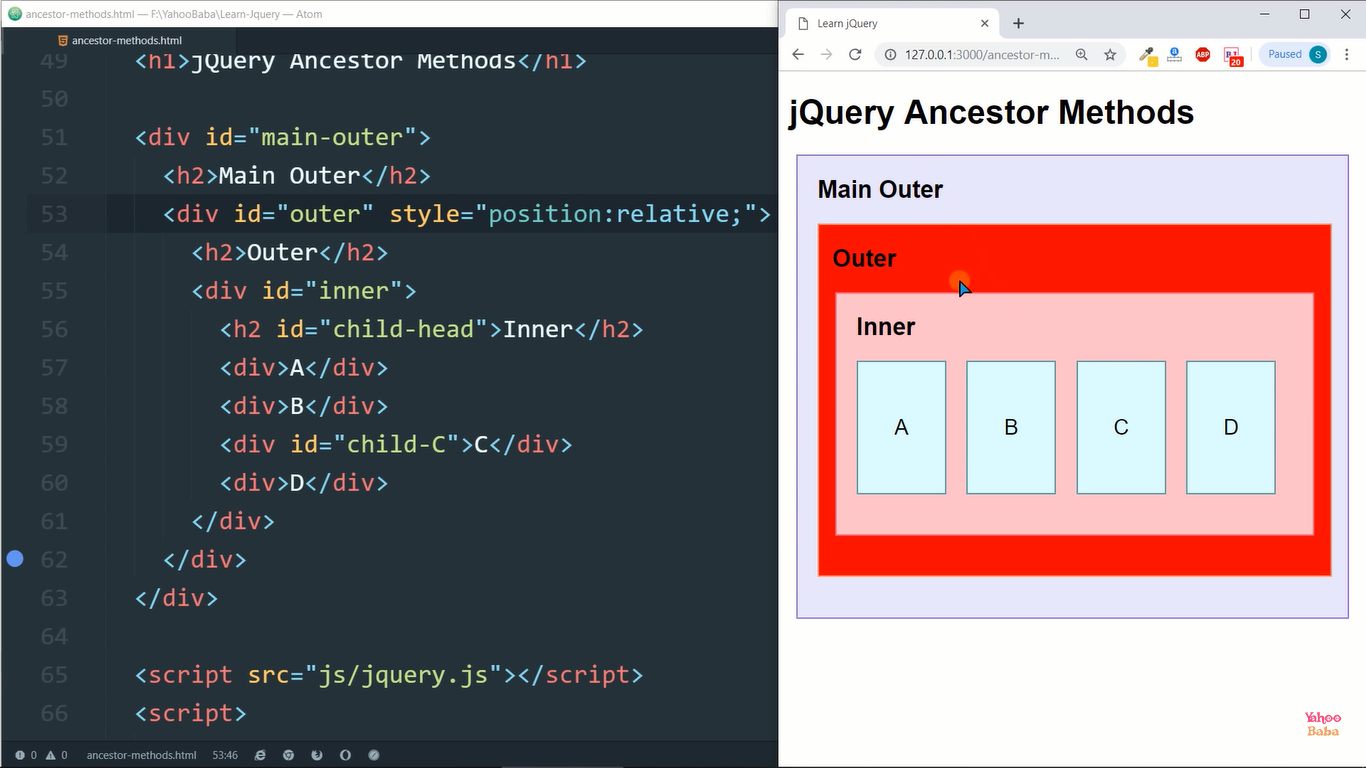 ancestor-methods.html — F:\YahooBaba\Learn-Jquery — Atom
ancestor-methods.html
49 <h1>jQuery Ancestor Methods</h1>
50
51 <div id="main-outer">
52 <h2>Main Outer</h2>
53 <div id="outer" style="position:relative;">
54 <h2>Outer</h2>
55 <div id="inner">
56 <h2 id="child-head">Inner</h2>
57 <div>A</div>
58 <div>B</div>
59 <div id="child-C">C</div>
60 <div>D</div>
61 </div>
62 </div>
63 </div>
64
65 <script src="js/jquery.js"></script>
66 <script>
0 0 ancestor-methods.html 53:46
Learn jQuery
127.0.0.1:3000/ancestor-m...
ABP
20
Paused S
jQuery Ancestor Methods
Main Outer
Outer
Inner
A B C D
Yahoo
Baba